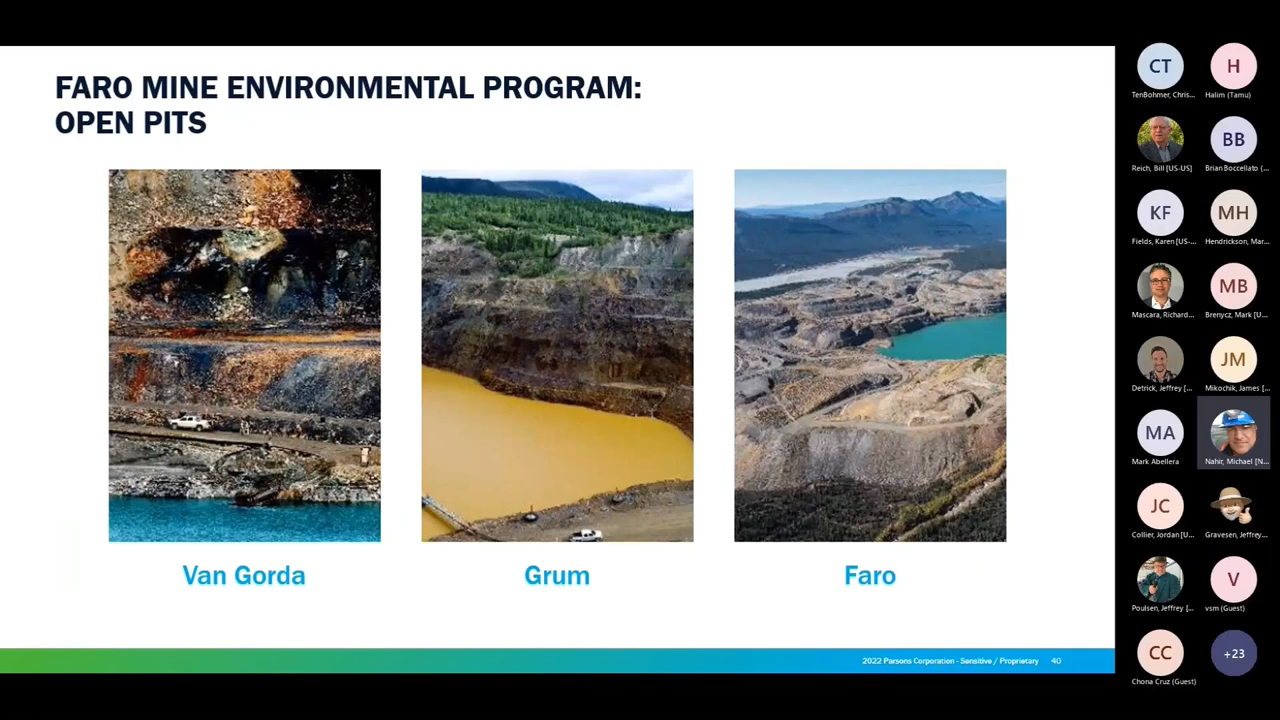 FARO MINE ENVIRONMENTAL PROGRAM:
OPEN PITS
Van Gorda
Grum
Faro
2022 Parsons Corporation - Sensitive / Proprietary 40
CT
TenBohmer, Chris...
H
Halim (Tamu)
Reich, Bill [US-US]
BB
Brian Boccellato (...
KF
Fields, Karen [US-...
MH
Hendrickson, Mar...
Mascara, Richard...
MB
Brenycz, Mark [U...
Detrick, Jeffrey [...
JM
Mikochik, James [...
MA
Mark Abellera
Nahir, Michael [N...
JC
Collier, Jordan [U...
Gravesen, Jeffrey...
Poulsen, Jeffrey [...
V
vsm (Guest)
CC
Chona Cruz (Guest)
+23